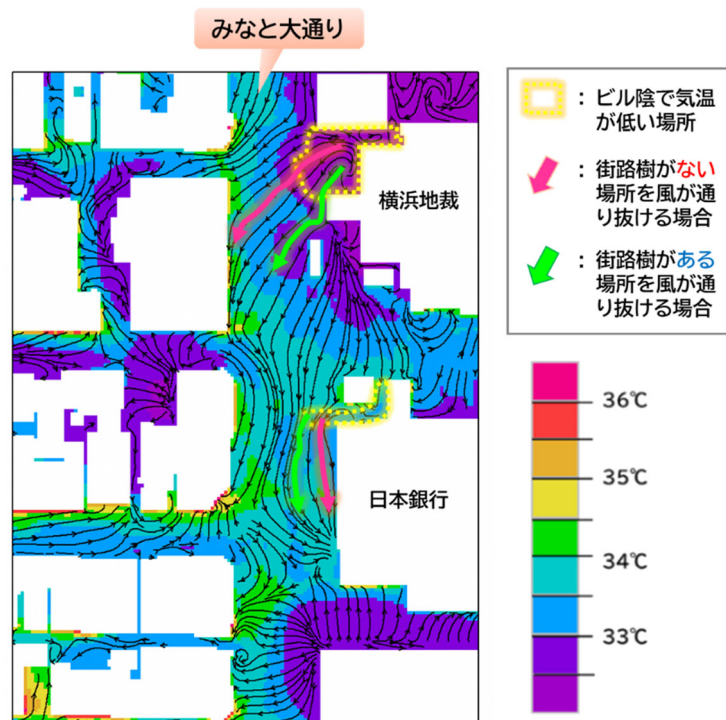 みなと大通り
横浜地裁
日本銀行
：ビル陰で気温
が低い場所
：街路樹がない
場所を風が通
り抜ける場合
：街路樹がある
場所を風が通
り抜ける場合
36℃
35℃
34℃
33℃